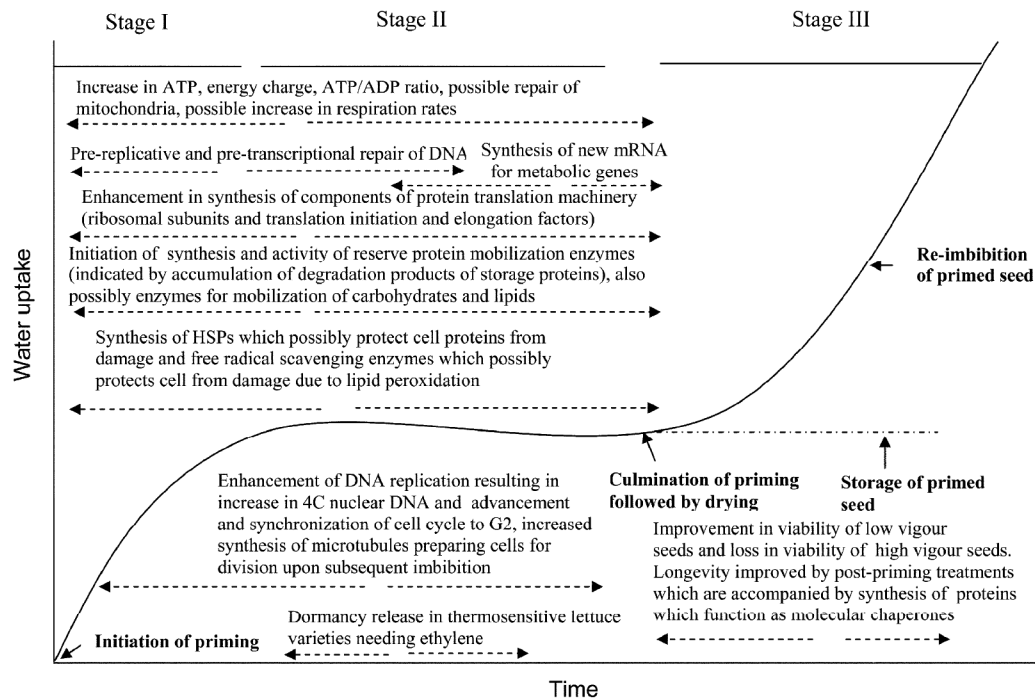 Stage I
Stage II
Stage III
Increase in ATP, energy charge, ATP/ADP ratio, possible repair of
mitochondria, possible increase in respiration rates
Pre-replicative and pre-transcriptional repair of DNA
Synthesis of new mRNA
for metabolic genes
Enhancement in synthesis of components of protein translation machinery
(ribosomal subunits and translation initiation and elongation factors)
Initiation of synthesis and activity of reserve protein mobilization enzymes
(indicated by accumulation of degradation products of storage proteins), also
possibly enzymes for mobilization of carbohydrates and lipids
Re-imbibition
of primed seed
Water uptake
Synthesis of HSPs which possibly protect cell proteins from
damage and free radical scavenging enzymes which possibly
protects cell from damage due to lipid peroxidation
Enhancement of DNA replication resulting in
increase in 4C nuclear DNA and advancement
and synchronization of cell cycle to G2, increased
synthesis of microtubules preparing cells for
division upon subsequent imbibition
Culmination of priming
followed by drying
Storage of primed
seed
Improvement in viability of low vigour
seeds and loss in viability of high vigour seeds.
Longevity improved by post-priming treatments
which are accompanied by synthesis of proteins
which function as molecular chaperones
Dormancy release in thermosensitive lettuce
varieties needing ethylene
Initiation of priming
Time